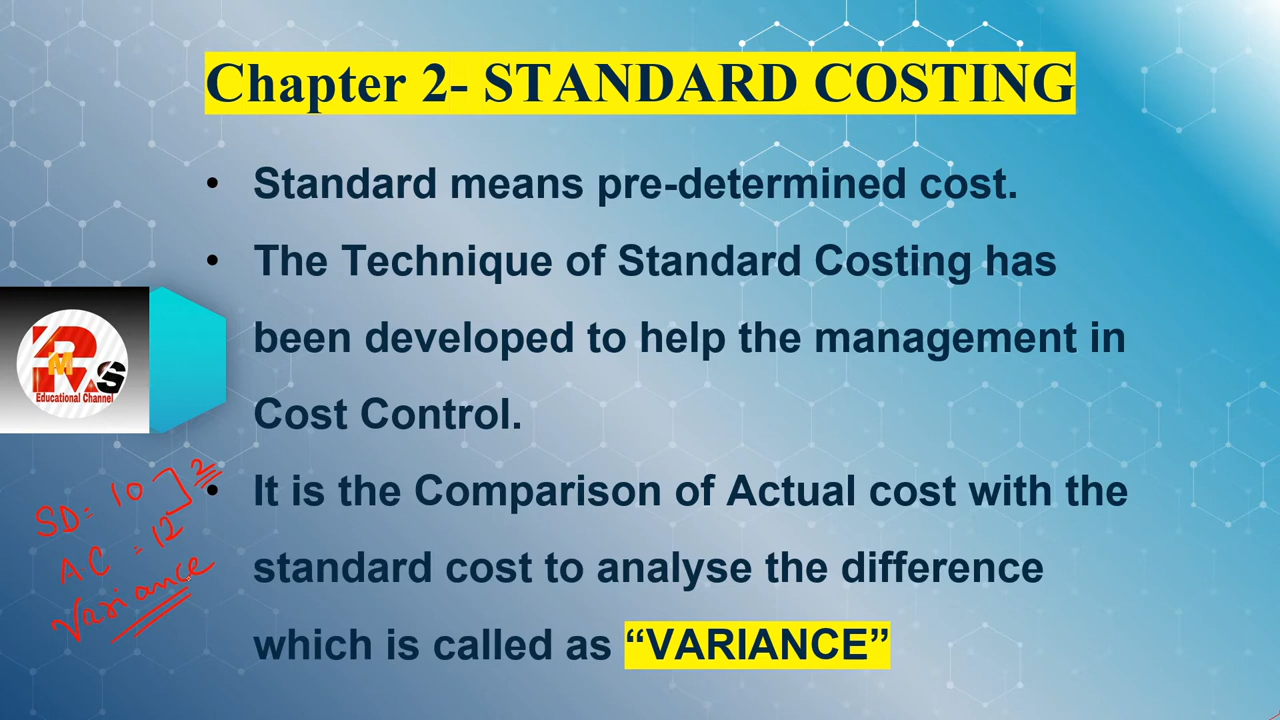 Chapter 2- STANDARD COSTING
• Standard means pre-determined cost.
• The Technique of Standard Costing has
been developed to help the management in
Cost Control.
• It is the Comparison of Actual cost with the
standard cost to analyse the difference
which is called as “VARIANCE”
M S
Educational Channel
SD = 10
AC = 12
2
Variance